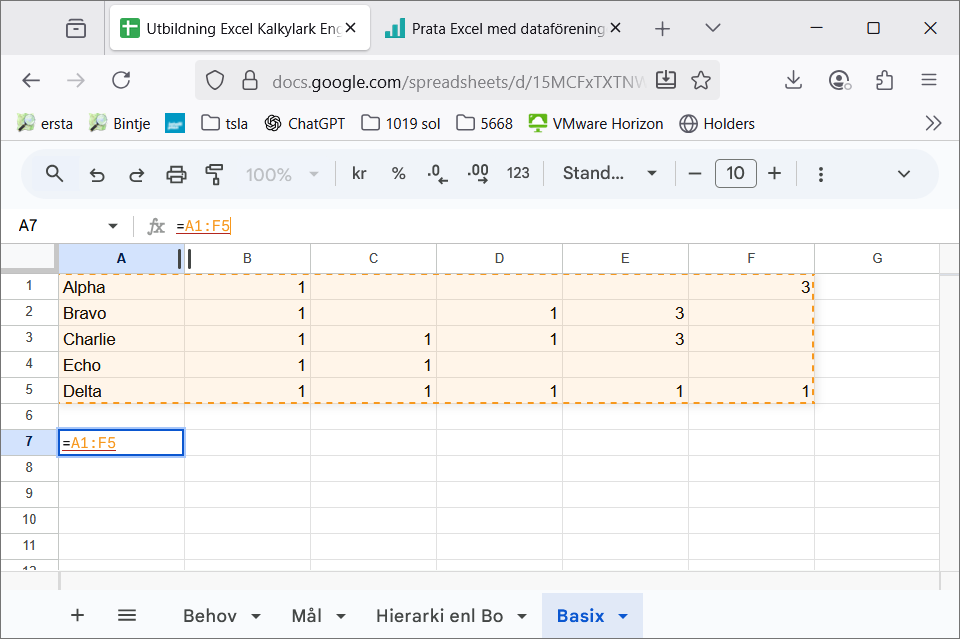 Utbildning Excel Kalkylark Eng
Prata Excel med dataförening
docs.google.com/spreadsheets/d/15MCFxTXTNW
ersta Bintje tsla ChatGPT 1019 sol 5668 VMware Horizon Holders
100% kr % .0 .00 123 Stand... 10
A7 fx =A1:F5
A B C D E F G
1 Alpha 1 3
2 Bravo 1 1 3
3 Charlie 1 1 1 3
4 Echo 1 1
5 Delta 1 1 1 1 1
6
7 =A1:F5
8
9
10
11
12
Behov Mål Hierarki enl Bo Basix